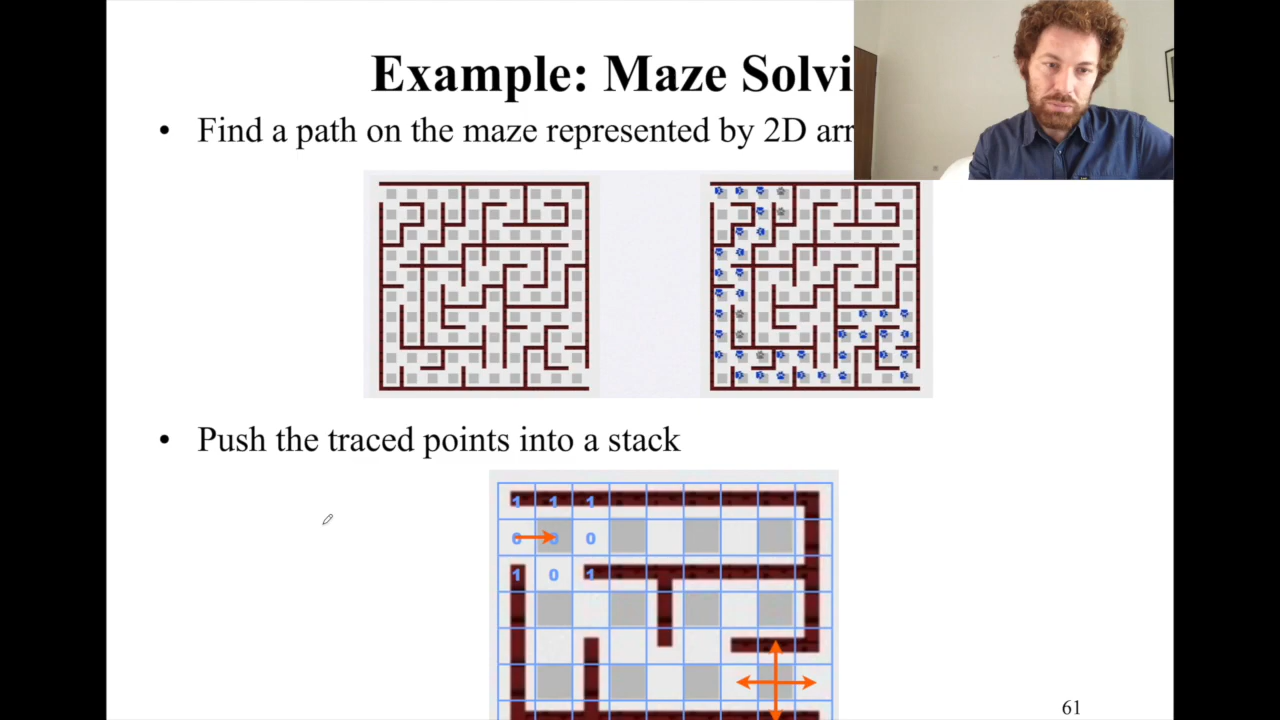 Example: Maze Solvi
• Find a path on the maze represented by 2D arr
• Push the traced points into a stack
1 1 1
0 0 0
1 0 1
61